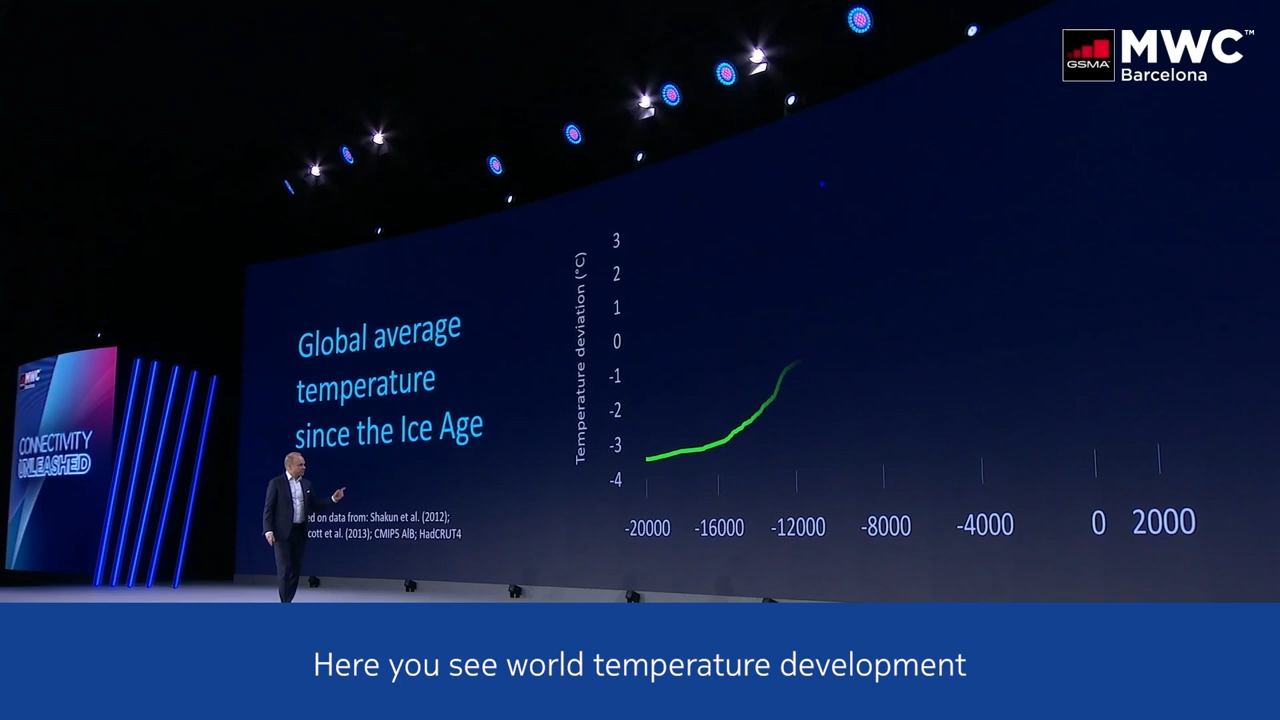 GSMA
MWC™
Barcelona
MWC
CONNECTIVITY
UNLEASHED
Global average
temperature
since the Ice Age
ed on data from: Shakun et al. (2012);
cott et al. (2013); CMIP5 AlB; HadCRUT4
Temperature deviation (°C)
3
2
1
0
-1
-2
-3
-4
-20000 -16000 -12000 -8000 -4000 0 2000
Here you see world temperature development